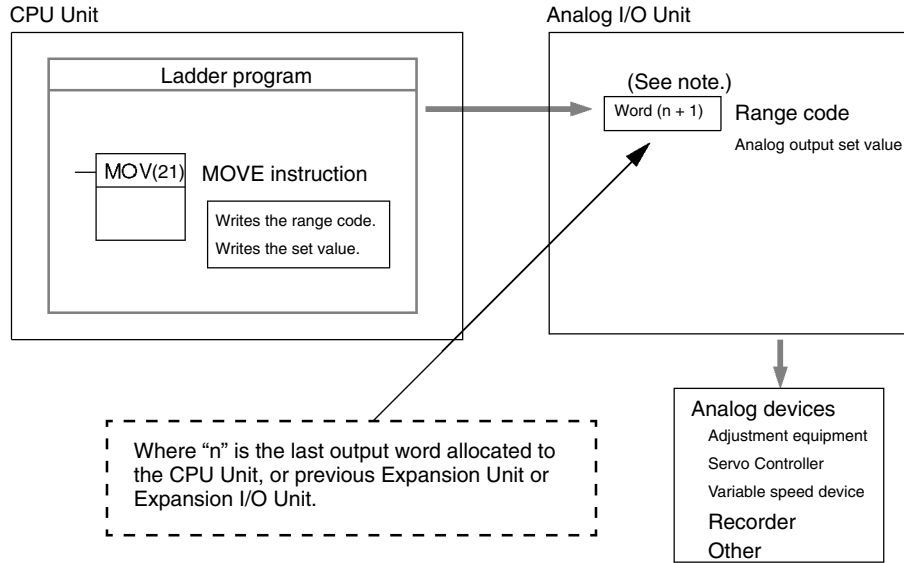 CPU Unit
Analog I/O Unit
Ladder program
(See note.)
Word (n + 1)
Range code
Analog output set value
MOV(21)
MOVE instruction
Writes the range code.
Writes the set value.
Where “n” is the last output word allocated to
the CPU Unit, or previous Expansion Unit or
Expansion I/O Unit.
Analog devices
Adjustment equipment
Servo Controller
Variable speed device
Recorder
Other